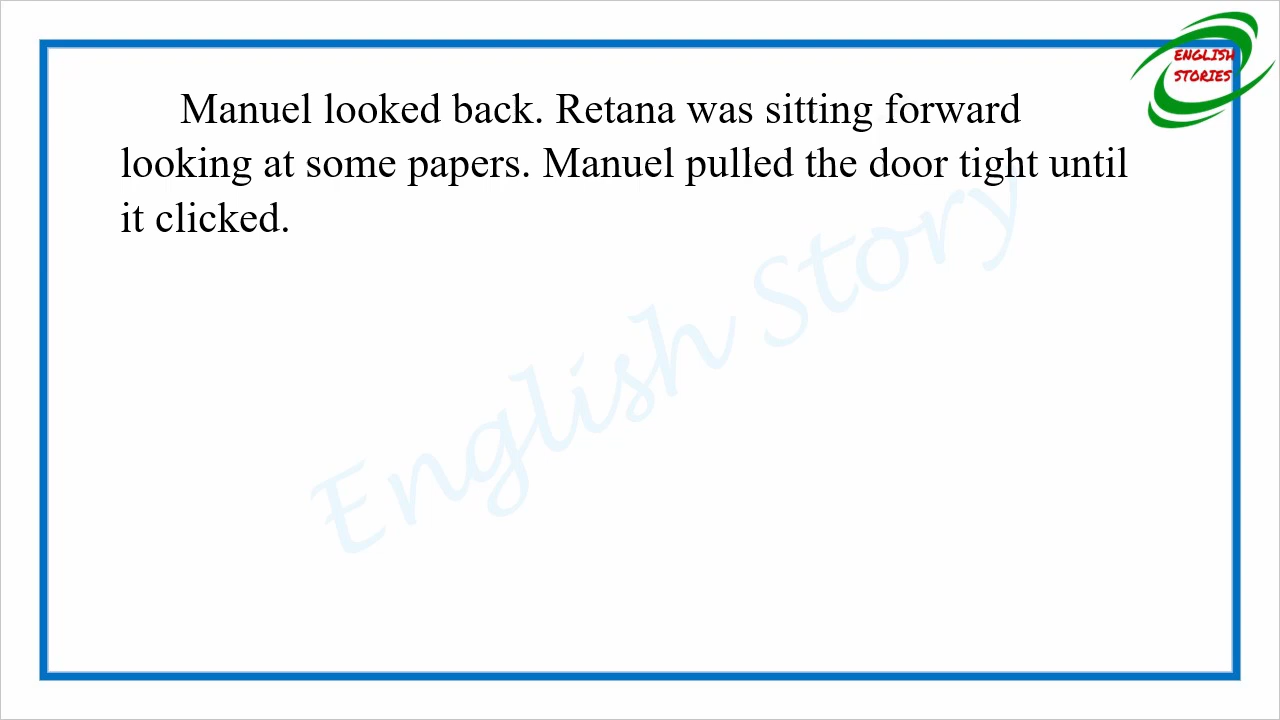 ENGLISH
STORIES
Manuel looked back. Retana was sitting forward
looking at some papers. Manuel pulled the door tight until
it clicked.
English Story